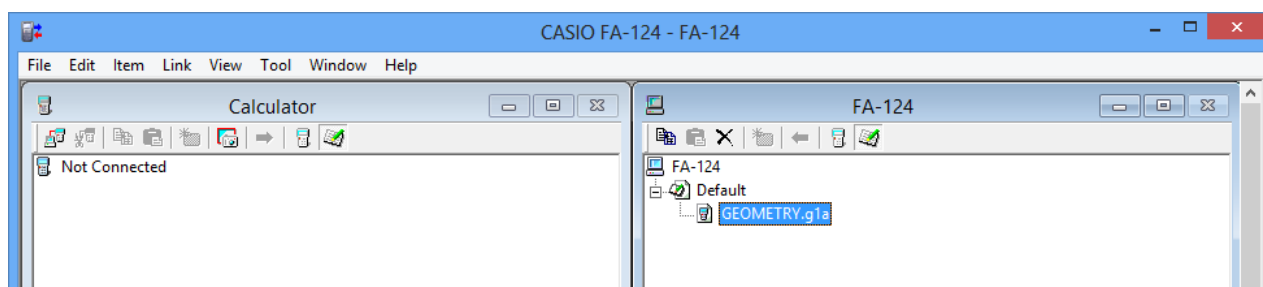 CASIO FA-124 - FA-124
File Edit Item Link View Tool Window Help
Calculator
Not Connected
FA-124
FA-124
Default
GEOMETRY.g1a